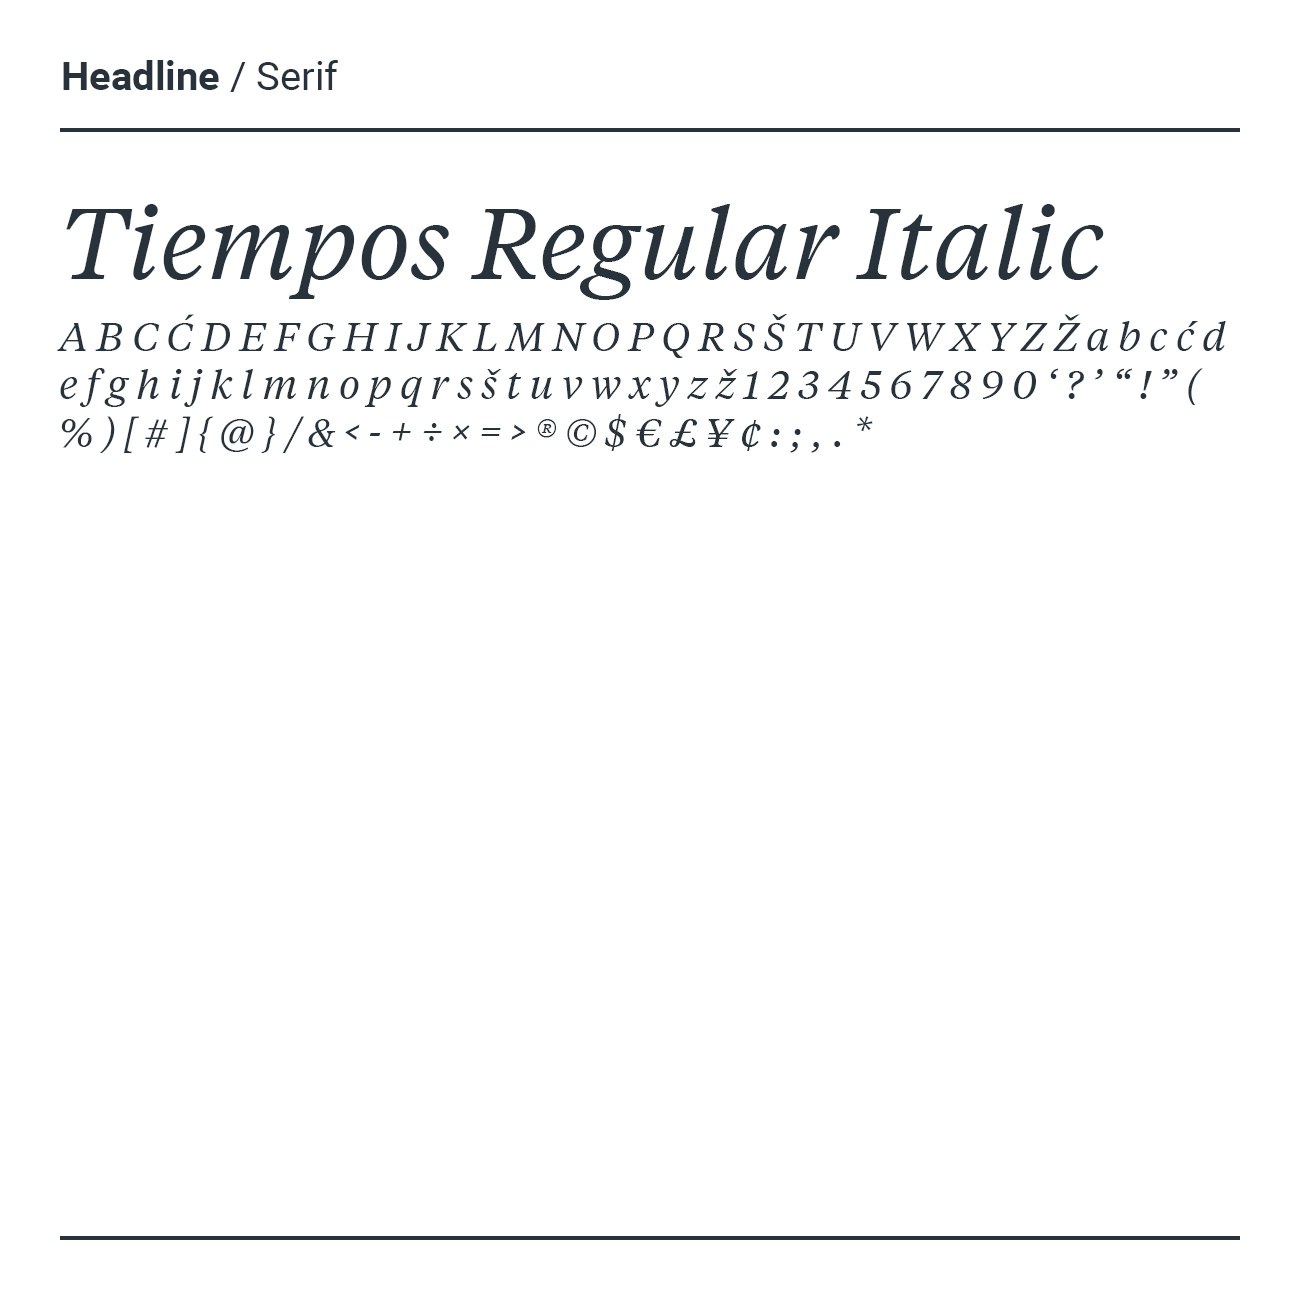 Headline / Serif
Tiempos Regular Italic
A B C Ć D E F G H I J K L M N O P Q R S Š T U V W X Y Z Ž a b c ć d
e f g h i j k l m n o p q r s š t u v w x y z ž 1 2 3 4 5 6 7 8 9 0 ‘ ? ’ “ ! ” (
% ) [ # ] { @ } / & < - + ÷ × = > ® © $ € £ ¥ ¢ : ; , . *